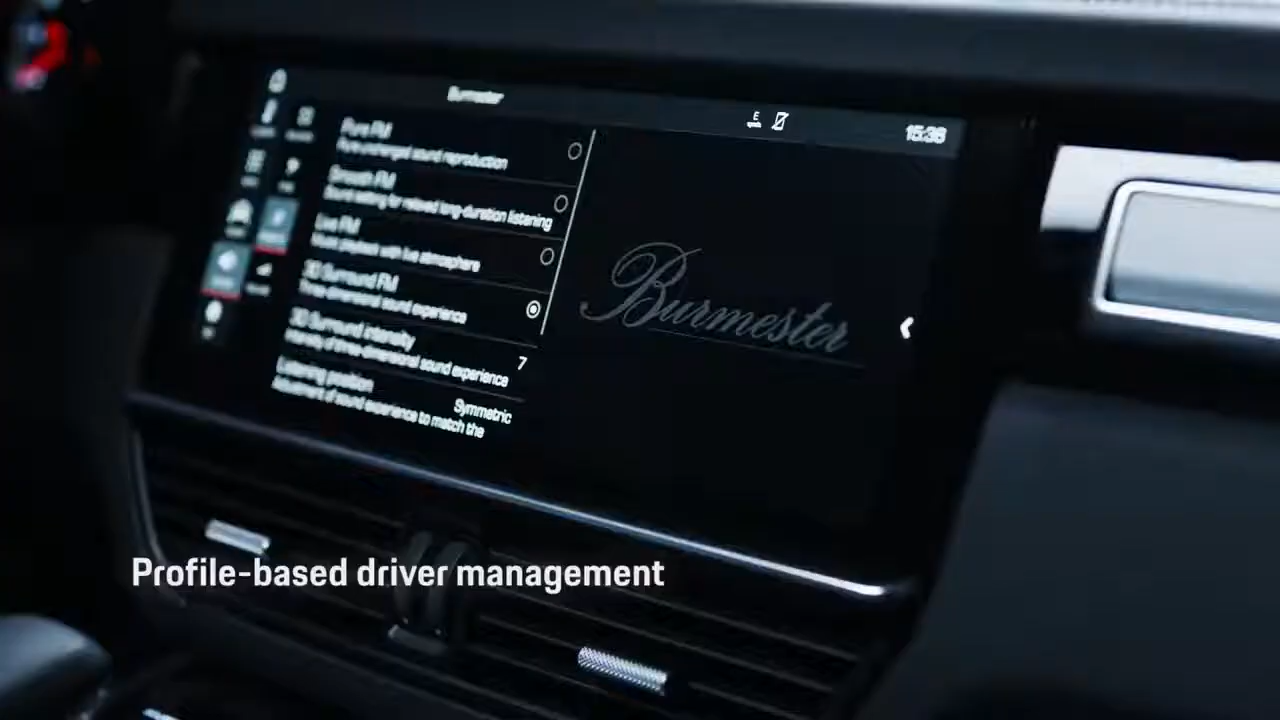 Burmester
E
15:36
Pure FM
Pure unchanged sound reproduction
Smooth FM
Sound setting for relaxed long-duration listening
Live FM
Music playback with live atmosphere
3D Surround FM
Three-dimensional sound experience
3D Surround intensity
7
Intensity of three-dimensional sound experience
Listening position
Symmetric
Adjustment of sound experience to match the
Burmester
Profile-based driver management